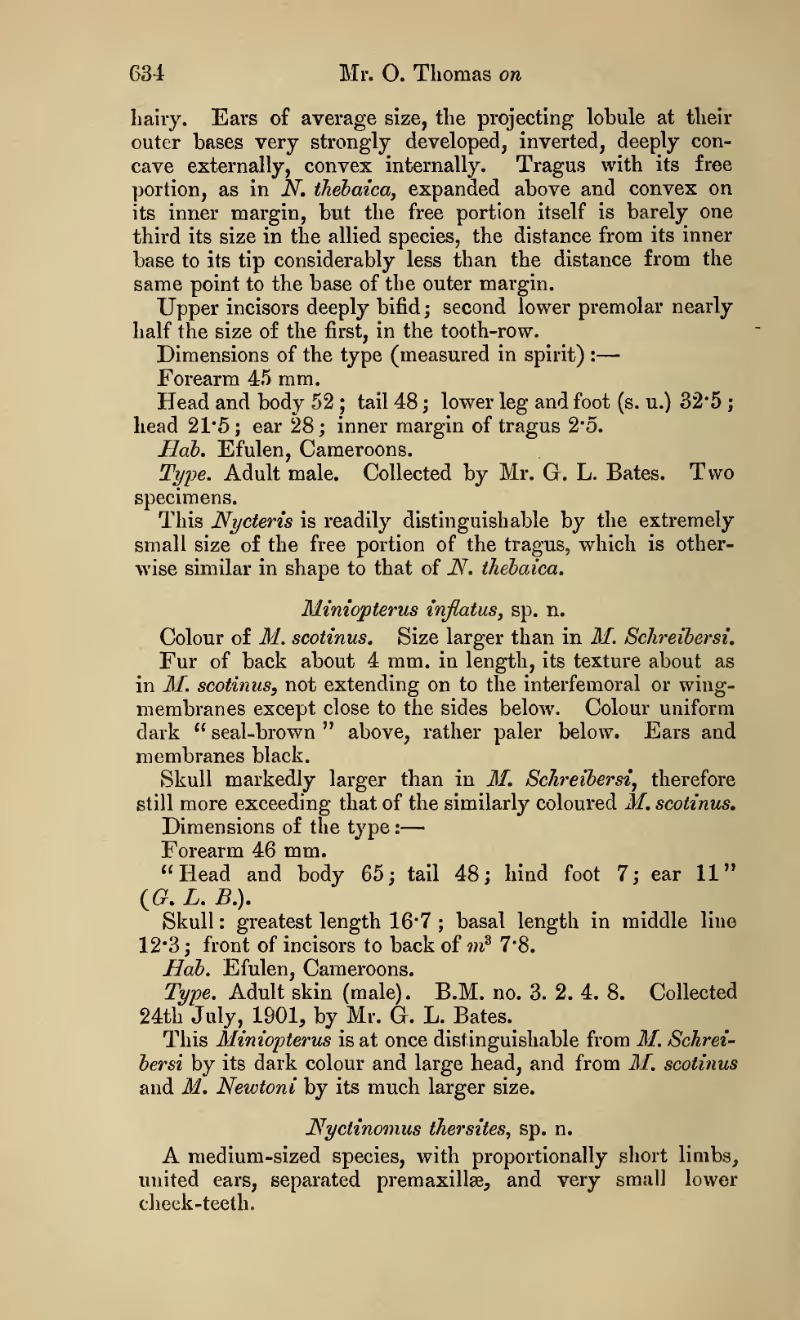 634 Mr. O. Thomas on
hairy. Ears of average size, the projecting lobule at their
outer bases very strongly developed, inverted, deeply con-
cave externally, convex internally. Tragus with its free
portion, as in N. thebaica, expanded above and convex on
its inner margin, but the free portion itself is barely one
third its size in the allied species, the distance from its inner
base to its tip considerably less than the distance from the
same point to the base of the outer margin.
Upper incisors deeply bifid; second lower premolar nearly
half the size of the first, in the tooth-row.
Dimensions of the type (measured in spirit) :—
Forearm 45 mm.
Head and body 52; tail 48; lower leg and foot (s. u.) 32·5;
head 21·5; ear 28; inner margin of tragus 2·5.
Hab. Efulen, Cameroons.
Type. Adult male. Collected by Mr. G. L. Bates. Two
specimens.
This Nycteris is readily distinguishable by the extremely
small size of the free portion of the tragus, which is other-
wise similar in shape to that of N. thebaica.
Miniopterus inflatus, sp. n.
Colour of M. scotinus. Size larger than in M. Schreibersi.
Fur of back about 4 mm. in length, its texture about as
in M. scotinus, not extending on to the interfemoral or wing-
membranes except close to the sides below. Colour uniform
dark “seal-brown” above, rather paler below. Ears and
membranes black.
Skull markedly larger than in M. Schreibersi, therefore
still more exceeding that of the similarly coloured M. scotinus.
Dimensions of the type :—
Forearm 46 mm.
“Head and body 65; tail 48; hind foot 7; ear 11”
(G. L. B.).
Skull: greatest length 16·7; basal length in middle line
12·3; front of incisors to back of m³ 7·8.
Hab. Efulen, Cameroons.
Type. Adult skin (male). B.M. no. 3. 2. 4. 8. Collected
24th July, 1901, by Mr. G. L. Bates.
This Miniopterus is at once distinguishable from M. Schrei-
bersi by its dark colour and large head, and from M. scotinus
and M. Newtoni by its much larger size.
Nyctinomus thersites, sp. n.
A medium-sized species, with proportionally short limbs,
united ears, separated premaxillæ, and very small lower
cheek-teeth.